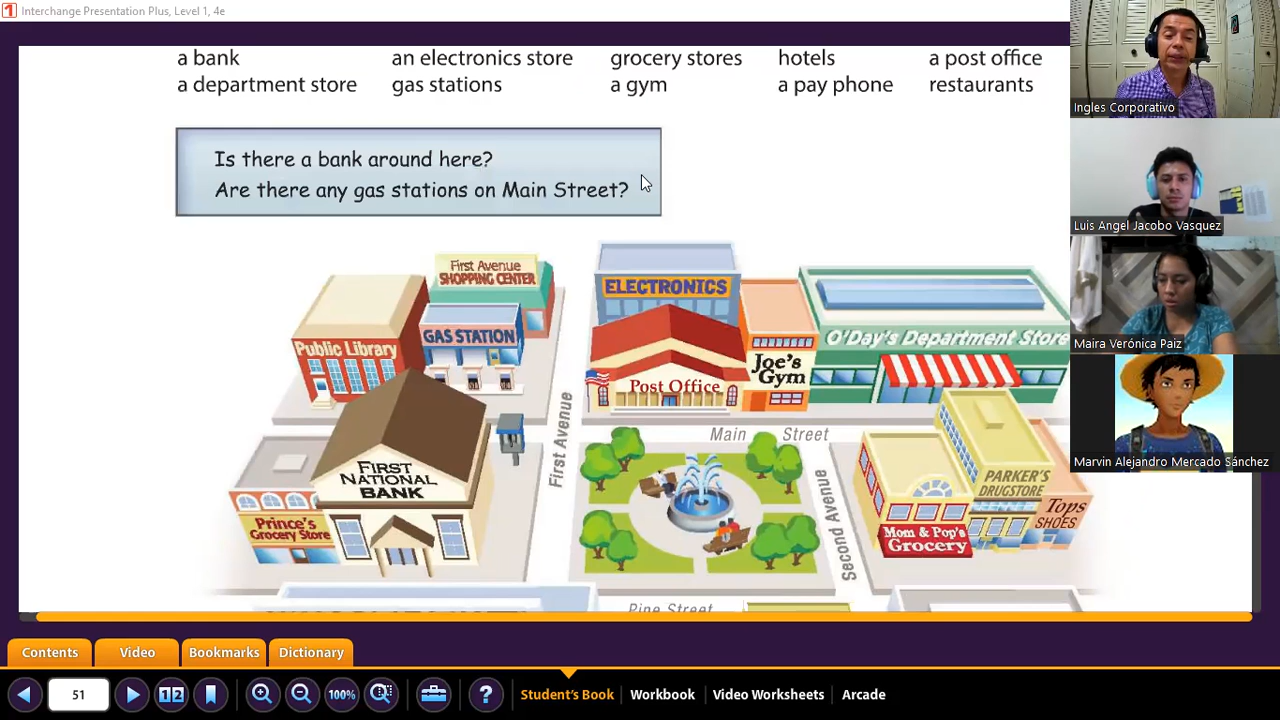 Interchange Presentation Plus, Level 1, 4e
a bank an electronics store grocery stores hotels a post office
a department store gas stations a gym a pay phone restaurants
Is there a bank around here?
Are there any gas stations on Main Street?
First Avenue
SHOPPING CENTER
GAS STATION
Public Library
ELECTRONICS
Post Office
Joe's
Gym
O'Day's Department Store
Main Street
First Avenue
Second Avenue
FIRST
NATIONAL
BANK
Prince's
Grocery Store
PARKER'S
DRUGSTORE
Tops
SHOES
Mom & Pop's
Grocery
Pine Street
Ingles Corporativo
Luis Angel Jacobo Vasquez
Maira Verónica Paiz
Marvin Alejandro Mercado Sánchez
Contents Video Bookmarks Dictionary
51 1 2 100% Student's Book Workbook Video Worksheets Arcade